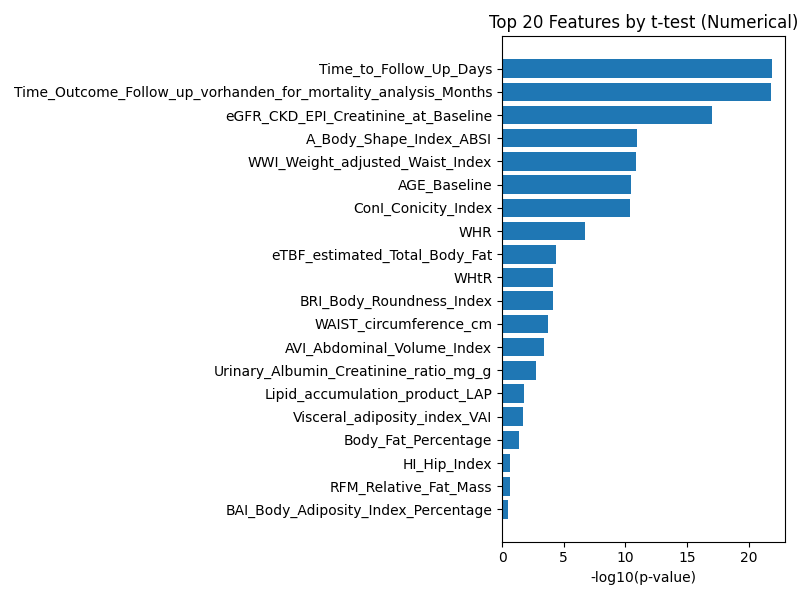 Top 20 Features by t-test (Numerical)
Time_to_Follow_Up_Days
Time_Outcome_Follow_up_vorhanden_for_mortality_analysis_Months
eGFR_CKD_EPI_Creatinine_at_Baseline
A_Body_Shape_Index_ABSI
WWI_Weight_adjusted_Waist_Index
AGE_Baseline
ConI_Conicity_Index
WHR
eTBF_estimated_Total_Body_Fat
WHtR
BRI_Body_Roundness_Index
WAIST_circumference_cm
AVI_Abdominal_Volume_Index
Urinary_Albumin_Creatinine_ratio_mg_g
Lipid_accumulation_product_LAP
Visceral_adiposity_index_VAI
Body_Fat_Percentage
HI_Hip_Index
RFM_Relative_Fat_Mass
BAI_Body_Adiposity_Index_Percentage
0 5 10 15 20
-log10(p-value)